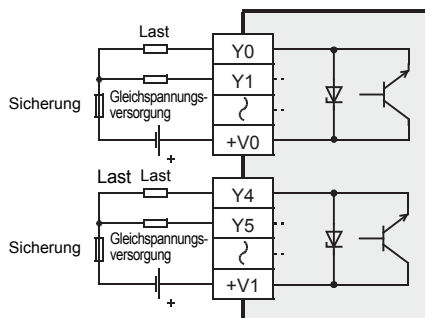 Last
Y0
Y1
Gleichspannungs-
versorgung
Sicherung
+V0
+
Last Last
Y4
Y5
Gleichspannungs-
versorgung
Sicherung
+V1
+